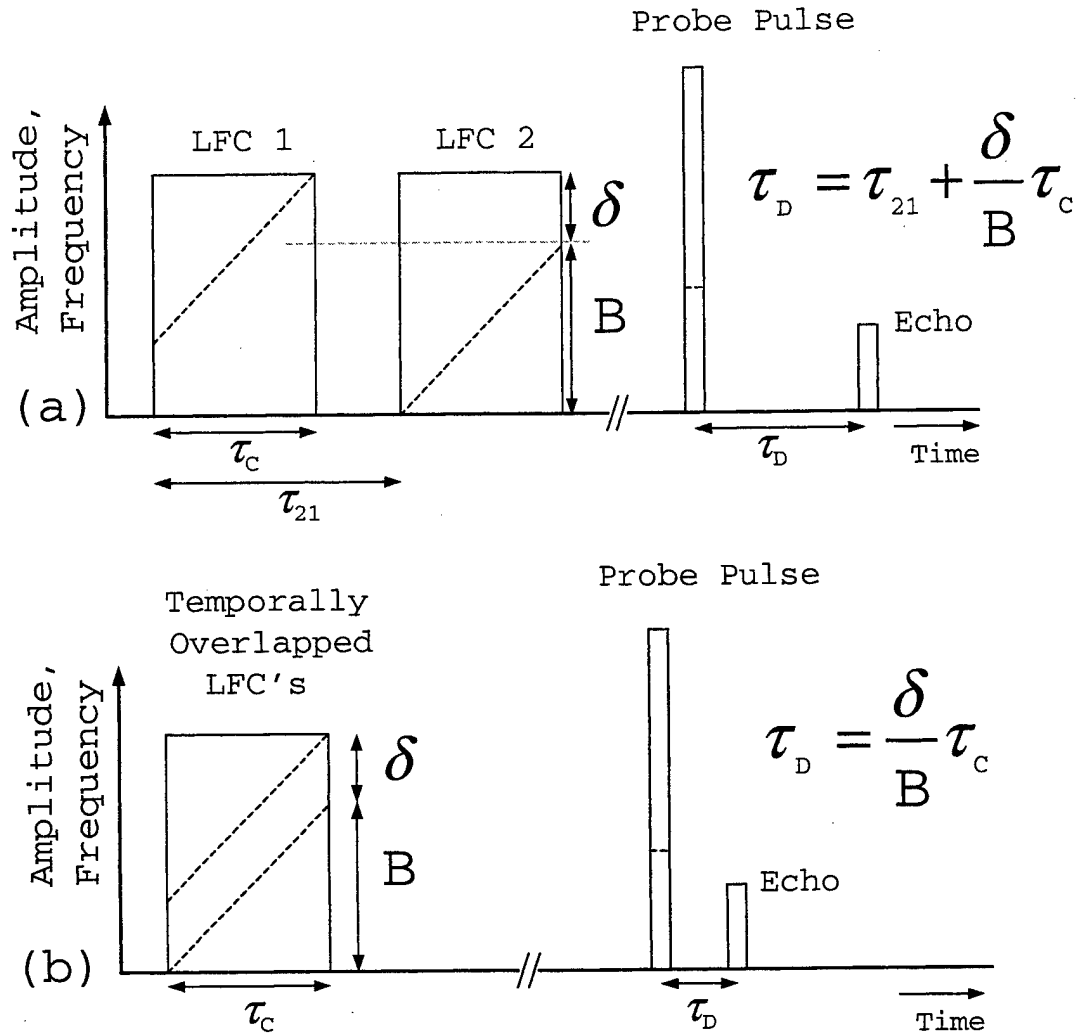 Probe Pulse
Amplitude,
Frequency
LFC 1
LFC 2
δ
B
τD = τ21 + δ/B τC
Echo
(a)
τC
τ21
τD
Time
Probe Pulse
Temporally
Overlapped
LFC's
Amplitude,
Frequency
δ
B
τD = δ/B τC
Echo
(b)
τC
τD
Time